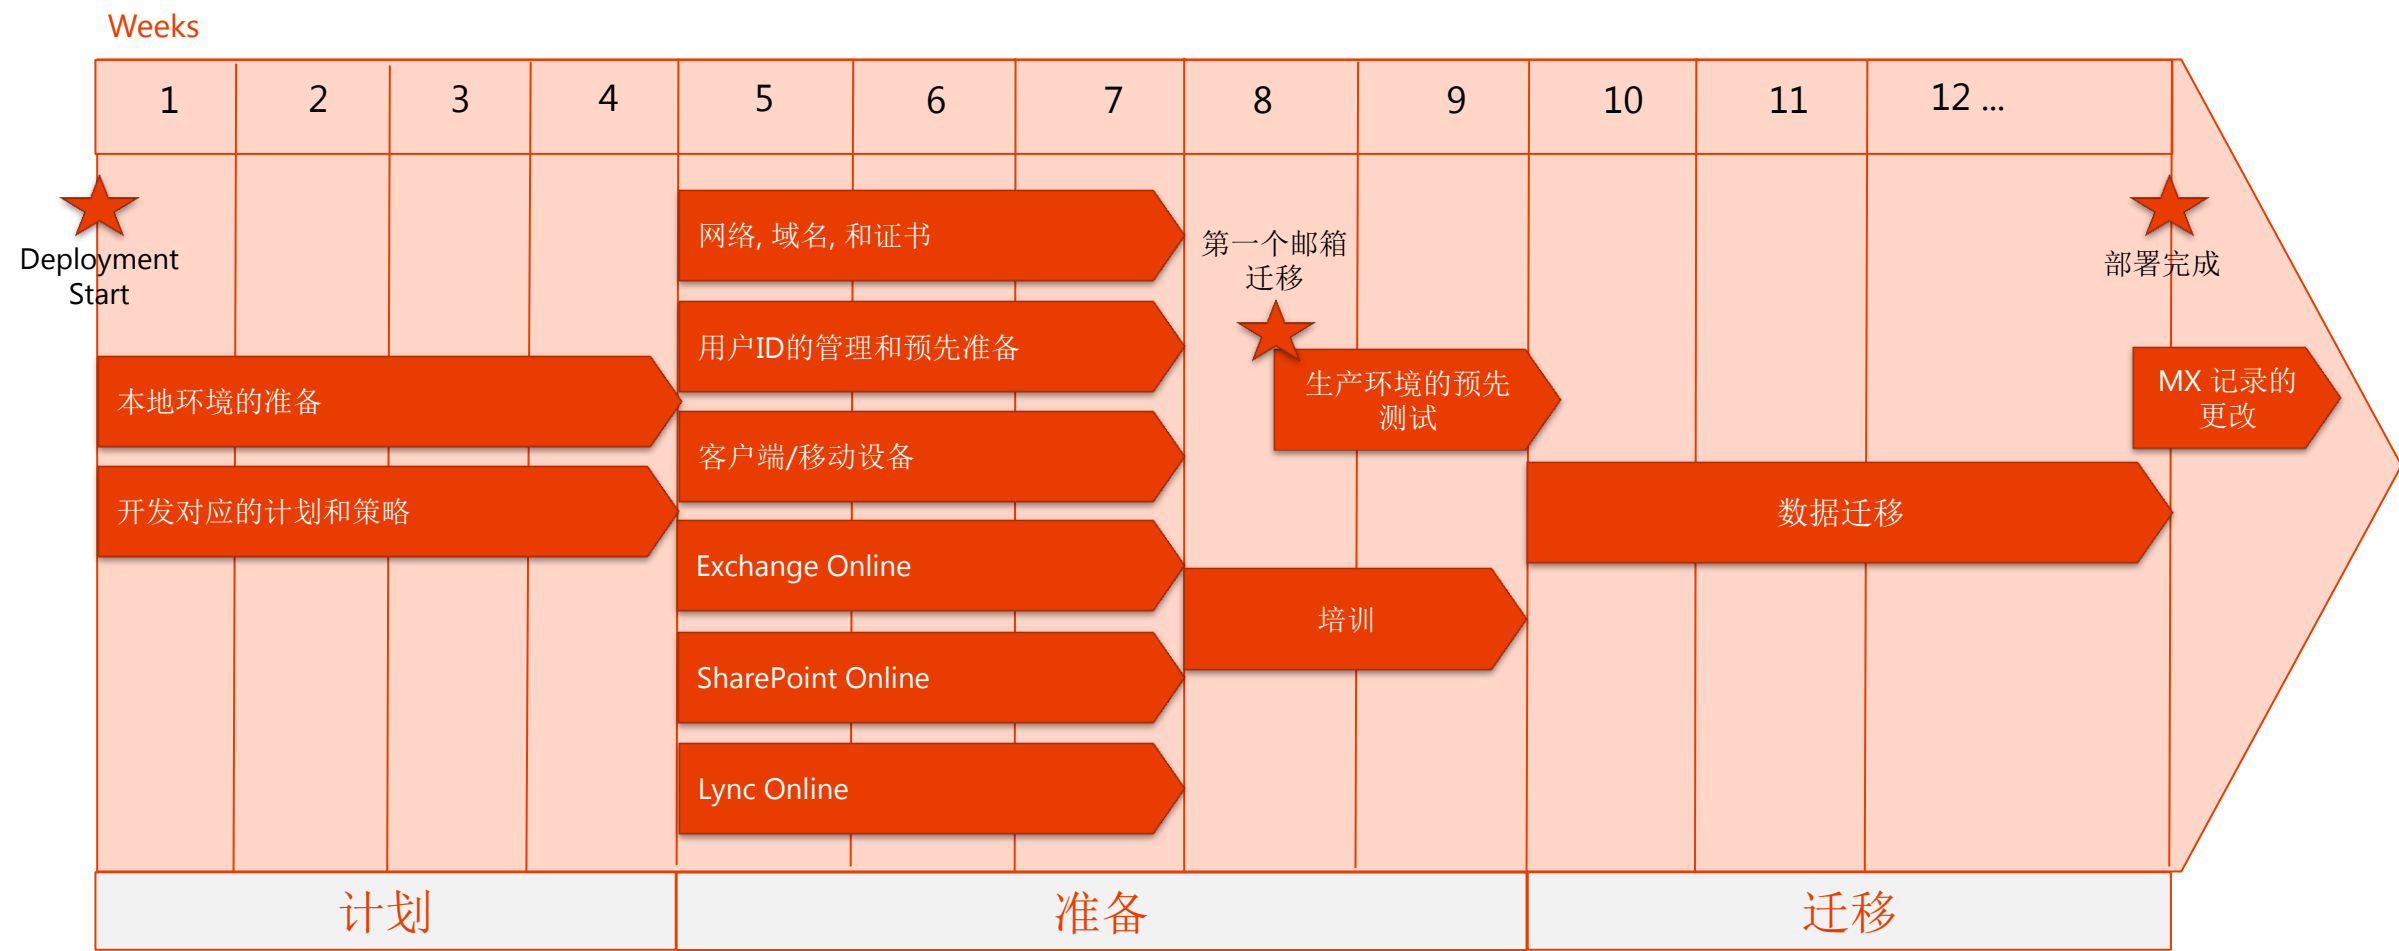 Weeks
1
2
3
4
5
6
7
8
9
10
11
12 ...
Deployment
Start
本地环境的准备
开发对应的计划和策略
网络, 域名, 和证书
用户ID的管理和预先准备
客户端/移动设备
Exchange Online
SharePoint Online
Lync Online
第一个邮箱
迁移
生产环境的预先
测试
培训
数据迁移
部署完成
MX 记录的
更改
计划
准备
迁移